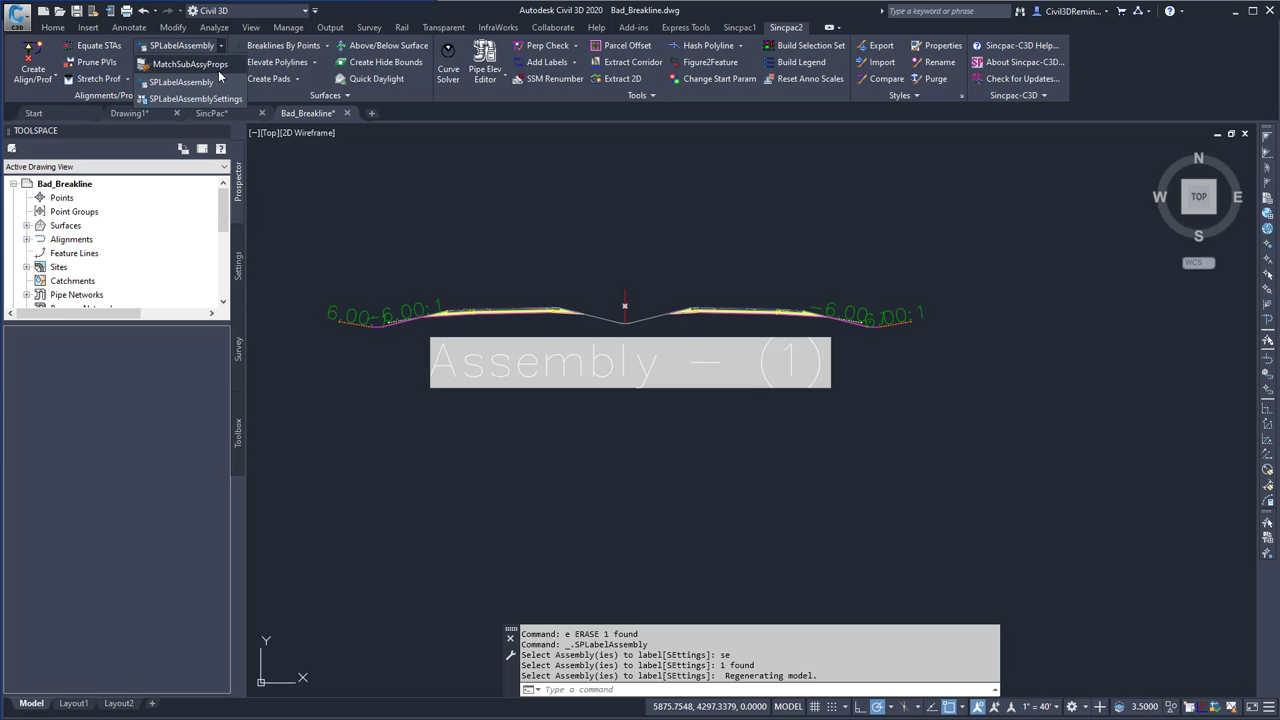 Civil 3D
Autodesk Civil 3D 2020 Bad_Breakline.dwg
Type a keyword or phrase
Civil3DRemin...
Home Insert Annotate Modify Analyze View Manage Output Survey Rail Transparent InfraWorks Collaborate Help Add-ins Express Tools Sincpac1 Sincpac2
Create Align/Prof
Equate STAs
Prune PVIs
Stretch Prof
Alignments/Pro
SPLabelAssembly
MatchSubAssyProps
SPLabelAssembly
SPLabelAssemblySettings
Breaklines By Points
Elevate Polylines
Create Pads
Above/Below Surface
Create Hide Bounds
Quick Daylight
Surfaces
Curve Solver
Pipe Elev Editor
Perp Check
Add Labels
SSM Renumber
Parcel Offset
Extract Corridor
Extract 2D
Hash Polyline
Figure2Feature
Change Start Param
Tools
Build Selection Set
Build Legend
Reset Anno Scales
Export
Import
Compare
Properties
Rename
Purge
Styles
Sincpac-C3D Help...
About Sincpac-C3D...
Check for Updates...
Sincpac-C3D
Start Drawing1* SincPac* Bad_Breakline*
TOOLSPACE
Active Drawing View
Bad_Breakline
Points
Point Groups
Surfaces
Alignments
Feature Lines
Sites
Catchments
Pipe Networks
Prospector
Settings
Survey
Toolbox
[−][Top][2D Wireframe]
N
W TOP E
S
WCS
Assembly − (1)
Y
X
Command: e ERASE 1 found
Command: _.SPLabelAssembly
Select Assembly(ies) to label[SEttings]: se
Select Assembly(ies) to label[SEttings]: 1 found
Select Assembly(ies) to label[SEttings]: Regenerating model.
Type a command
Model Layout1 Layout2
5875.7548, 4297.3379, 0.0000 MODEL
1" = 40'
3.5000